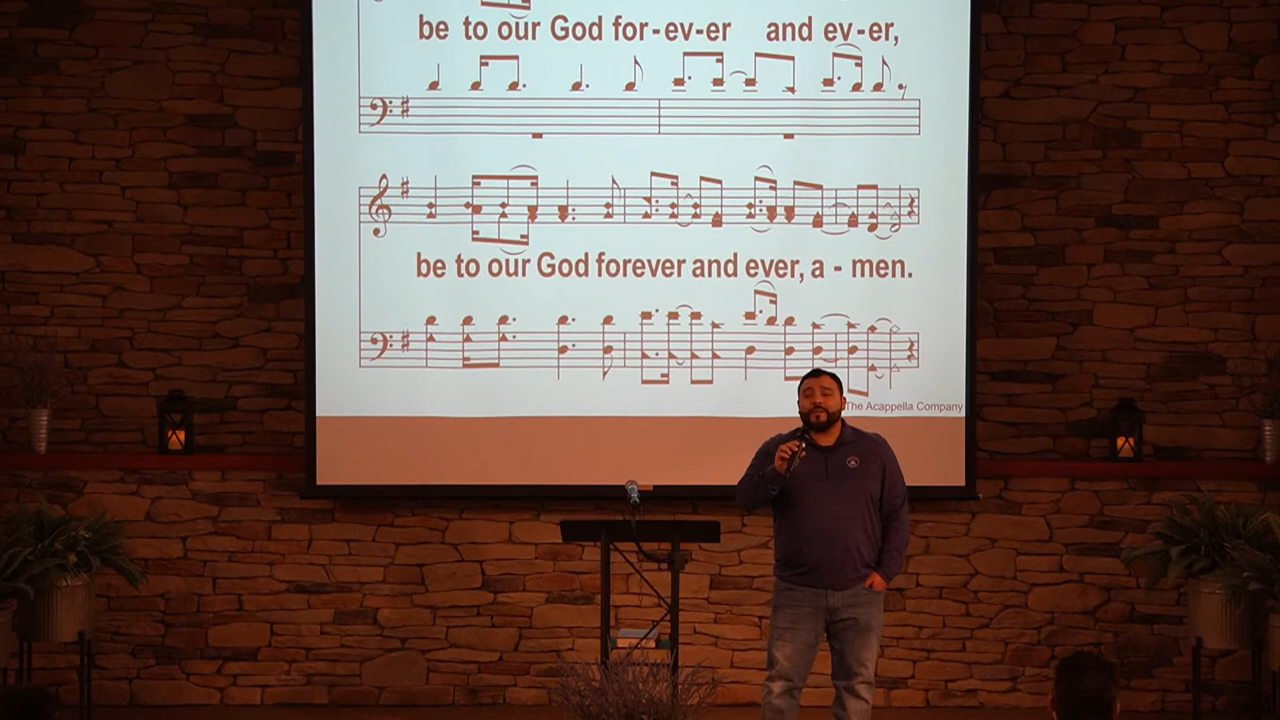 be to our God for-ev-er and ev-er,
be to our God forever and ever, a - men.
The Acappella Company